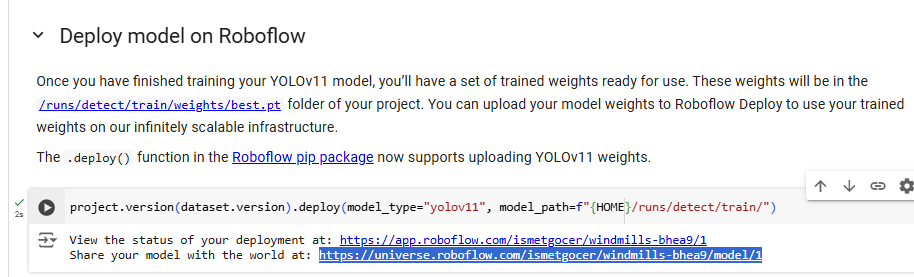 Deploy model on Roboflow
Once you have finished training your YOLOv11 model, you'll have a set of trained weights ready for use. These weights will be in the
/runs/detect/train/weights/best.pt folder of your project. You can upload your model weights to Roboflow Deploy to use your trained
weights on our infinitely scalable infrastructure.
The .deploy() function in the Roboflow pip package now supports uploading YOLOv11 weights.
2s
project.version(dataset.version).deploy(model_type="yolov11", model_path=f"{HOME}/runs/detect/train/")
View the status of your deployment at: https://app.roboflow.com/ismetgocer/windmills-bhea9/1
Share your model with the world at: https://universe.roboflow.com/ismetgocer/windmills-bhea9/model/1